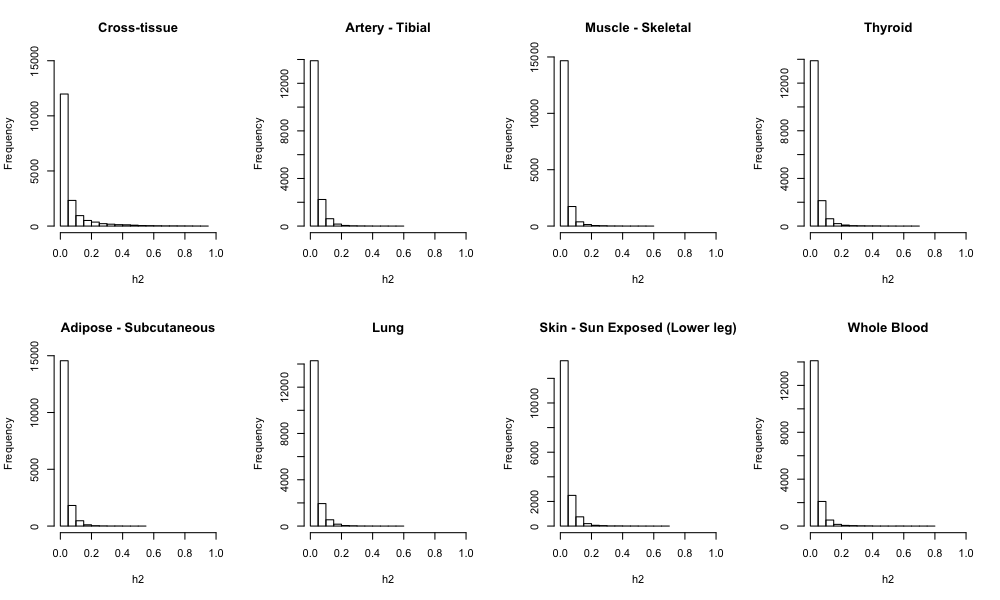 Cross-tissue
Frequency
0 5000 10000 15000
0.0 0.2 0.4 0.6 0.8 1.0
h2
Artery - Tibial
Frequency
0 4000 8000 12000
0.0 0.2 0.4 0.6 0.8 1.0
h2
Muscle - Skeletal
Frequency
0 5000 10000 15000
0.0 0.2 0.4 0.6 0.8 1.0
h2
Thyroid
Frequency
0 4000 8000 12000
0.0 0.2 0.4 0.6 0.8 1.0
h2
Adipose - Subcutaneous
Frequency
0 5000 10000 15000
0.0 0.2 0.4 0.6 0.8 1.0
h2
Lung
Frequency
0 4000 8000 12000
0.0 0.2 0.4 0.6 0.8 1.0
h2
Skin - Sun Exposed (Lower leg)
Frequency
0 2000 6000 10000
0.0 0.2 0.4 0.6 0.8 1.0
h2
Whole Blood
Frequency
0 4000 8000 12000
0.0 0.2 0.4 0.6 0.8 1.0
h2